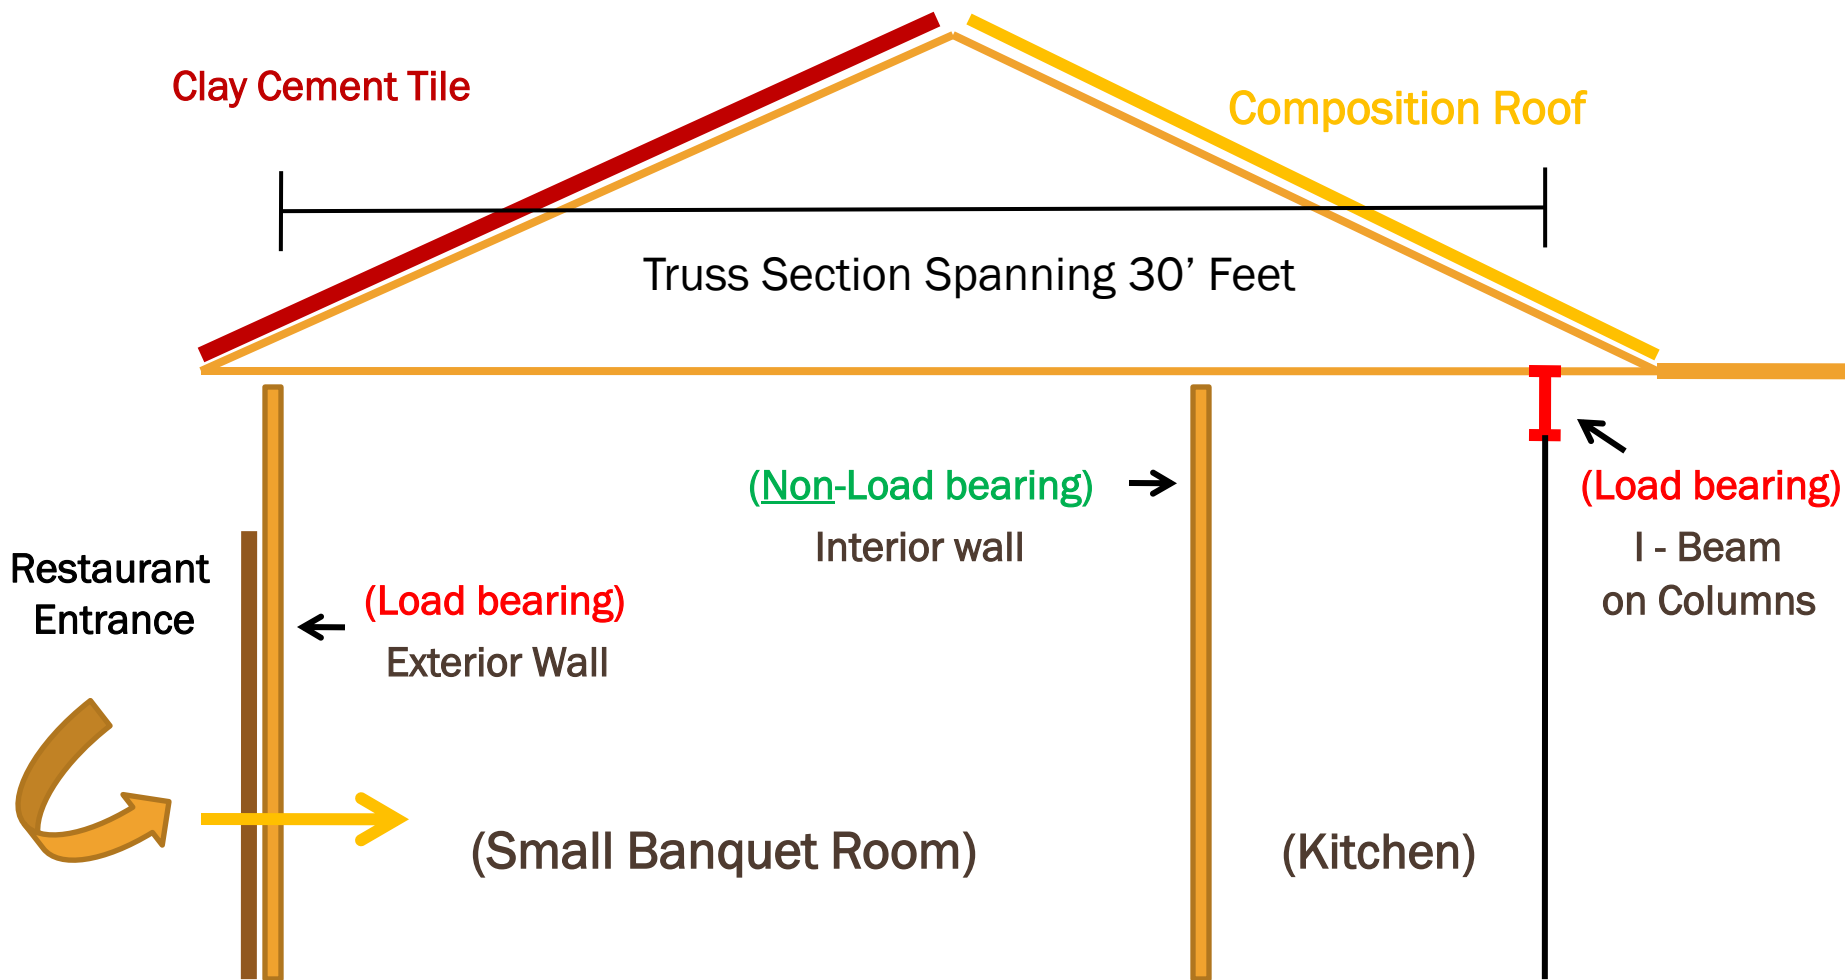 Clay Cement Tile
Composition Roof
Truss Section Spanning 30’ Feet
(Non-Load bearing)
Interior wall
(Load bearing)
I - Beam
on Columns
Restaurant
Entrance
(Load bearing)
Exterior Wall
(Small Banquet Room)
(Kitchen)